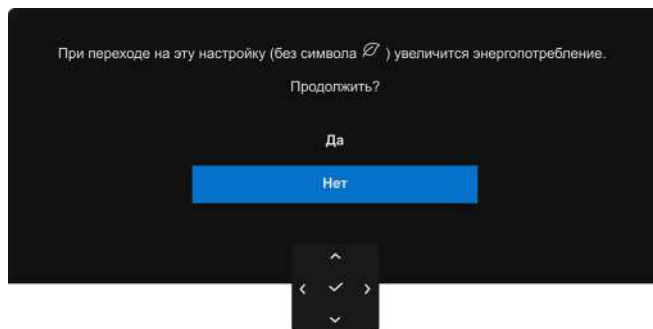 При переходе на эту настройку (без символа ) увеличится энергопотребление.
Продолжить?
Да
Нет